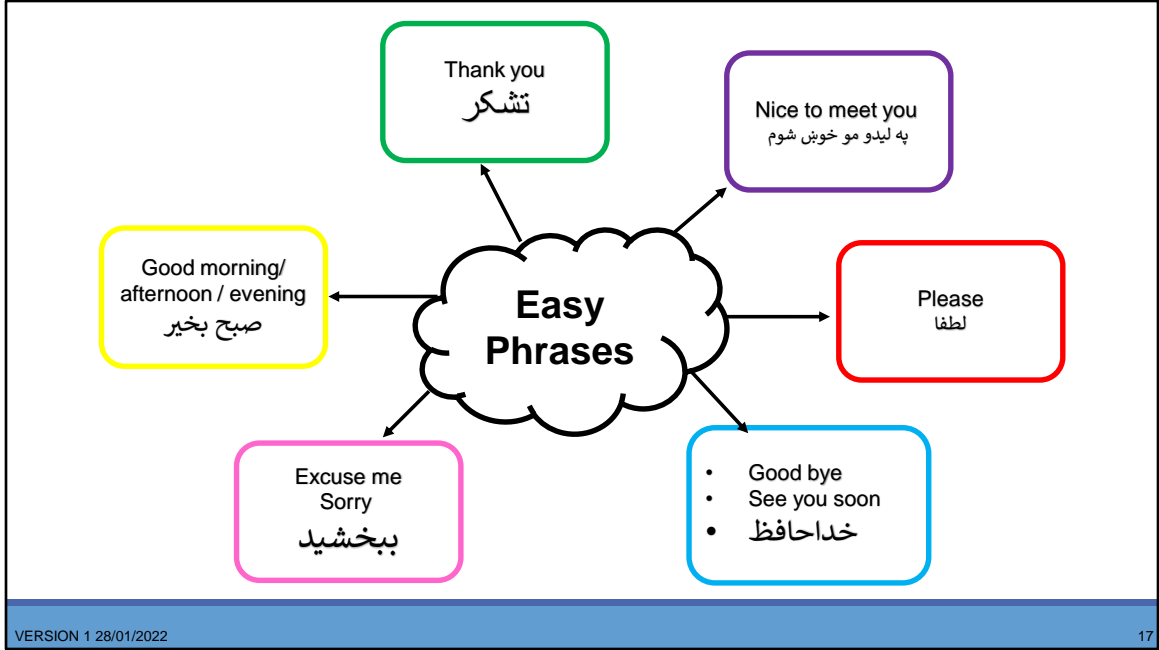 Thank you
تشکر
Nice to meet you
په لیدو مو خوښ شوم
Good morning/
afternoon / evening
صبح بخیر
Easy
Phrases
Please
لطفا
Excuse me
Sorry
ببخشید
• Good bye
• See you soon
• خداحافظ
VERSION 1 28/01/2022
17